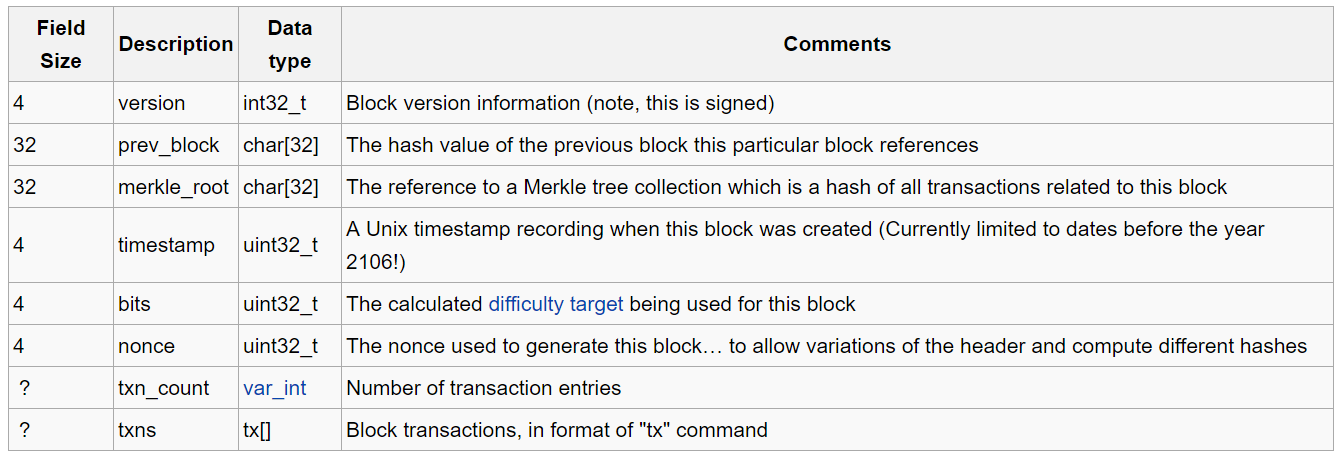 Field Size Description Data type Comments
4 version int32_t Block version information (note, this is signed)
32 prev_block char[32] The hash value of the previous block this particular block references
32 merkle_root char[32] The reference to a Merkle tree collection which is a hash of all transactions related to this block
4 timestamp uint32_t A Unix timestamp recording when this block was created (Currently limited to dates before the year
2106!)
4 bits uint32_t The calculated difficulty target being used for this block
4 nonce uint32_t The nonce used to generate this block… to allow variations of the header and compute different hashes
? txn_count var_int Number of transaction entries
? txns tx[] Block transactions, in format of "tx" command